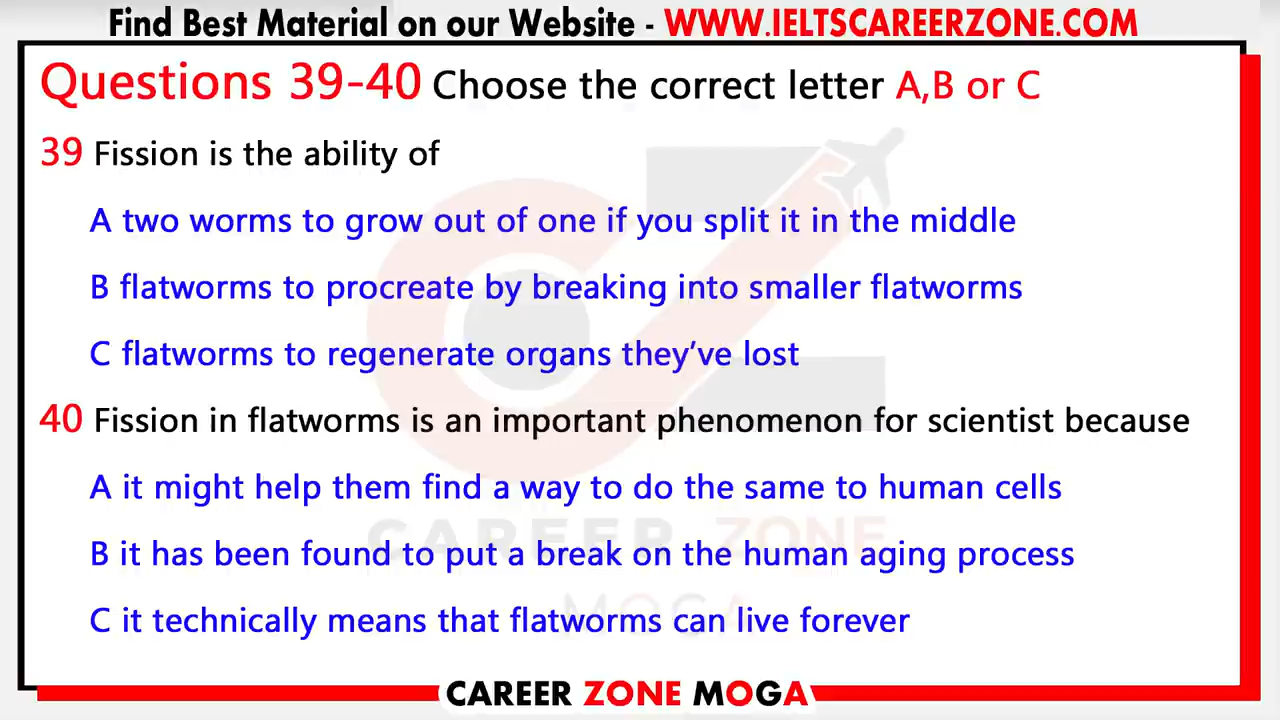 Find Best Material on our Website - WWW.IELTSCAREERZONE.COM
Questions 39-40 Choose the correct letter A,B or C
39 Fission is the ability of
A two worms to grow out of one if you split it in the middle
B flatworms to procreate by breaking into smaller flatworms
C flatworms to regenerate organs they’ve lost
40 Fission in flatworms is an important phenomenon for scientist because
A it might help them find a way to do the same to human cells
CAREER ZONE
B it has been found to put a break on the human aging process
MOGA
C it technically means that flatworms can live forever
CAREER ZONE MOGA